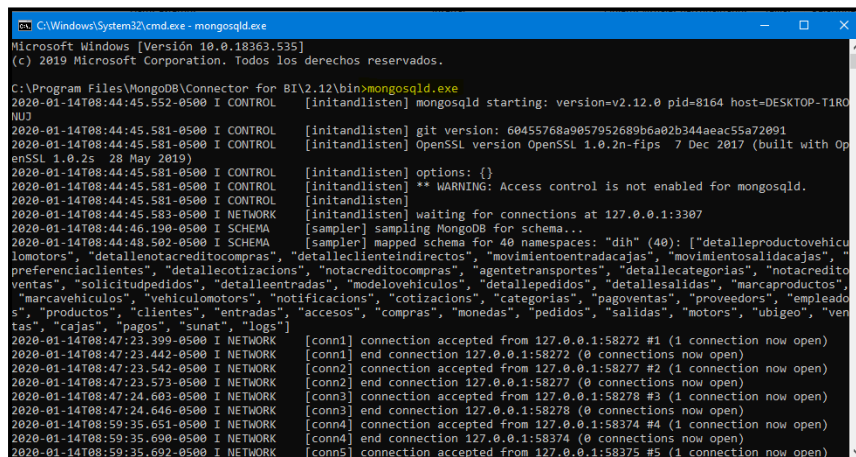 C:\Windows\System32\cmd.exe - mongosqld.exe
Microsoft Windows [Versión 10.0.18363.535]
(c) 2019 Microsoft Corporation. Todos los derechos reservados.
C:\Program Files\MongoDB\Connector for BI\2.12\bin>mongosqld.exe
2020-01-14T08:44:45.552-0500 I CONTROL    [initandlisten] mongosqld starting: version=v2.12.0 pid=8164 host=DESKTOP-T1RO
NUJ
2020-01-14T08:44:45.581-0500 I CONTROL    [initandlisten] git version: 60455768a9057952689b6a02b344aeac55a72091
2020-01-14T08:44:45.581-0500 I CONTROL    [initandlisten] OpenSSL version OpenSSL 1.0.2n-fips  7 Dec 2017 (built with Op
enSSL 1.0.2s  28 May 2019)
2020-01-14T08:44:45.581-0500 I CONTROL    [initandlisten] options: {}
2020-01-14T08:44:45.581-0500 I CONTROL    [initandlisten] ** WARNING: Access control is not enabled for mongosqld.
2020-01-14T08:44:45.581-0500 I CONTROL    [initandlisten]
2020-01-14T08:44:45.583-0500 I NETWORK    [initandlisten] waiting for connections at 127.0.0.1:3307
2020-01-14T08:44:46.190-0500 I SCHEMA     [sampler] sampling MongoDB for schema...
2020-01-14T08:44:48.502-0500 I SCHEMA     [sampler] mapped schema for 40 namespaces: "dih" (40): ["detalleproductovehicu
lomotors", "detallenotacreditocompras", "detalleclienteindirectos", "movimientoentradacajas", "movimientosalidacajas", "
preferenciaclientes", "detallecotizacions", "notacreditocompras", "agentetransportes", "detallecategorias", "notacredito
ventas", "solicitudpedidos", "detalleentradas", "modelovehiculos", "detallepedidos", "detallesalidas", "marcaproductos",
 "marcavehiculos", "vehiculomotors", "notificacions", "cotizacions", "categorias", "pagoventas", "proveedors", "empleado
s", "productos", "clientes", "entradas", "accesos", "compras", "monedas", "pedidos", "salidas", "motors", "ubigeo", "ven
tas", "cajas", "pagos", "sunat", "logs"]
2020-01-14T08:47:23.399-0500 I NETWORK    [conn1] connection accepted from 127.0.0.1:58272 #1 (1 connection now open)
2020-01-14T08:47:23.442-0500 I NETWORK    [conn1] end connection 127.0.0.1:58272 (0 connections now open)
2020-01-14T08:47:23.542-0500 I NETWORK    [conn2] connection accepted from 127.0.0.1:58277 #2 (1 connection now open)
2020-01-14T08:47:23.573-0500 I NETWORK    [conn2] end connection 127.0.0.1:58277 (0 connections now open)
2020-01-14T08:47:24.603-0500 I NETWORK    [conn3] connection accepted from 127.0.0.1:58278 #3 (1 connection now open)
2020-01-14T08:47:24.646-0500 I NETWORK    [conn3] end connection 127.0.0.1:58278 (0 connections now open)
2020-01-14T08:59:35.651-0500 I NETWORK    [conn4] connection accepted from 127.0.0.1:58374 #4 (1 connection now open)
2020-01-14T08:59:35.690-0500 I NETWORK    [conn4] end connection 127.0.0.1:58374 (0 connections now open)
2020-01-14T08:59:35.692-0500 I NETWORK    [conn5] connection accepted from 127.0.0.1:58375 #5 (1 connection now open)